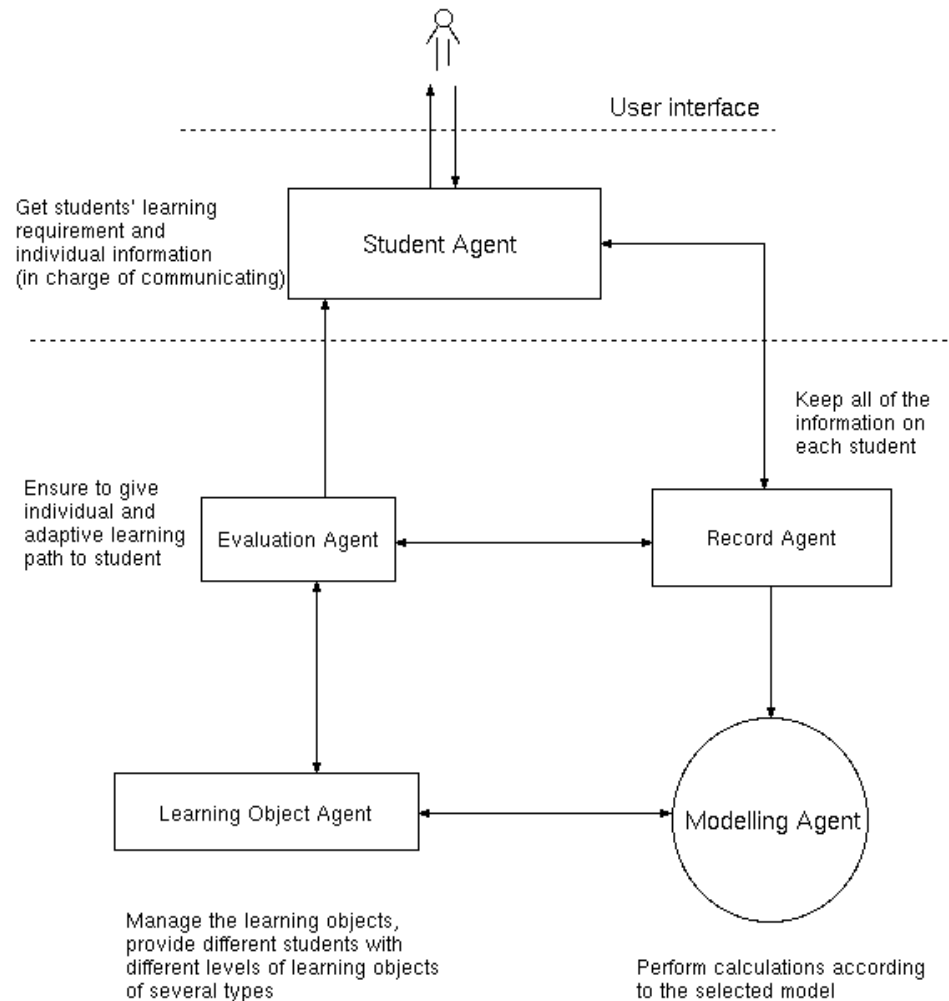 User interface
Get students' learning
requirement and
individual information
(in charge of communicating)
Student Agent
Keep all of the
information on
each student
Ensure to give
individual and
adaptive learning
path to student
Evaluation Agent
Record Agent
Learning Object Agent
Modelling Agent
Manage the learning objects,
provide different students with
different levels of learning objects
of several types
Perform calculations according
to the selected model